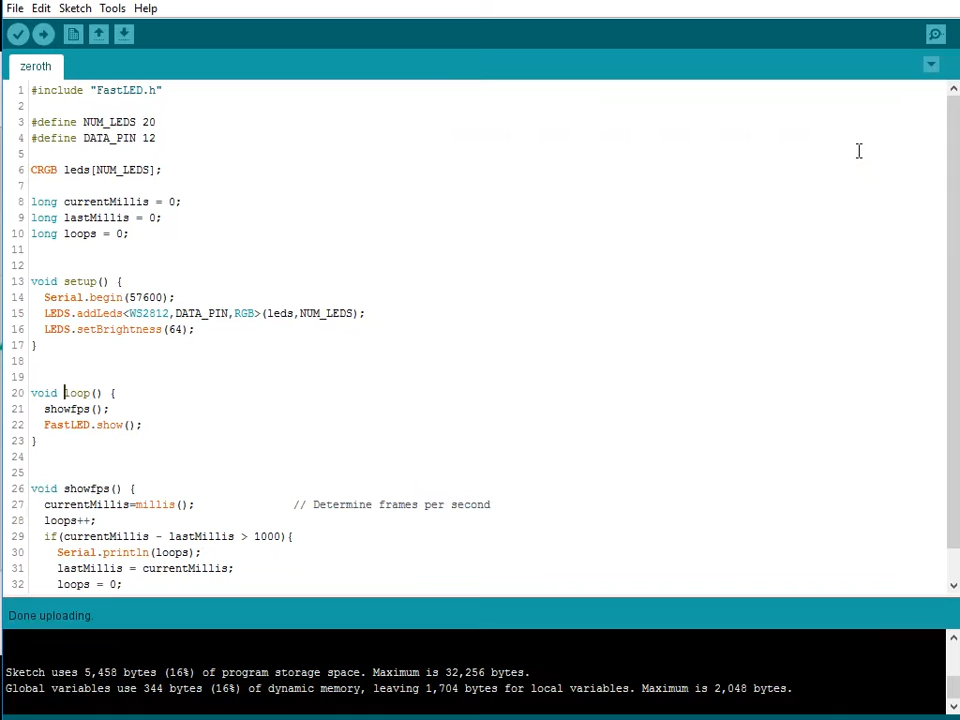 File Edit Sketch Tools Help
zeroth
1 #include "FastLED.h"
2
3 #define NUM_LEDS 20
4 #define DATA_PIN 12
5
6 CRGB leds[NUM_LEDS];
7
8 long currentMillis = 0;
9 long lastMillis = 0;
10 long loops = 0;
11
12
13 void setup() {
14   Serial.begin(57600);
15   LEDS.addLeds<WS2812,DATA_PIN,RGB>(leds,NUM_LEDS);
16   LEDS.setBrightness(64);
17 }
18
19
20 void loop() {
21   showfps();
22   FastLED.show();
23 }
24
25
26 void showfps() {
27   currentMillis=millis();               // Determine frames per second
28   loops++;
29   if(currentMillis - lastMillis > 1000){
30     Serial.println(loops);
31     lastMillis = currentMillis;
32     loops = 0;
Done uploading.
Sketch uses 5,458 bytes (16%) of program storage space. Maximum is 32,256 bytes.
Global variables use 344 bytes (16%) of dynamic memory, leaving 1,704 bytes for local variables. Maximum is 2,048 bytes.